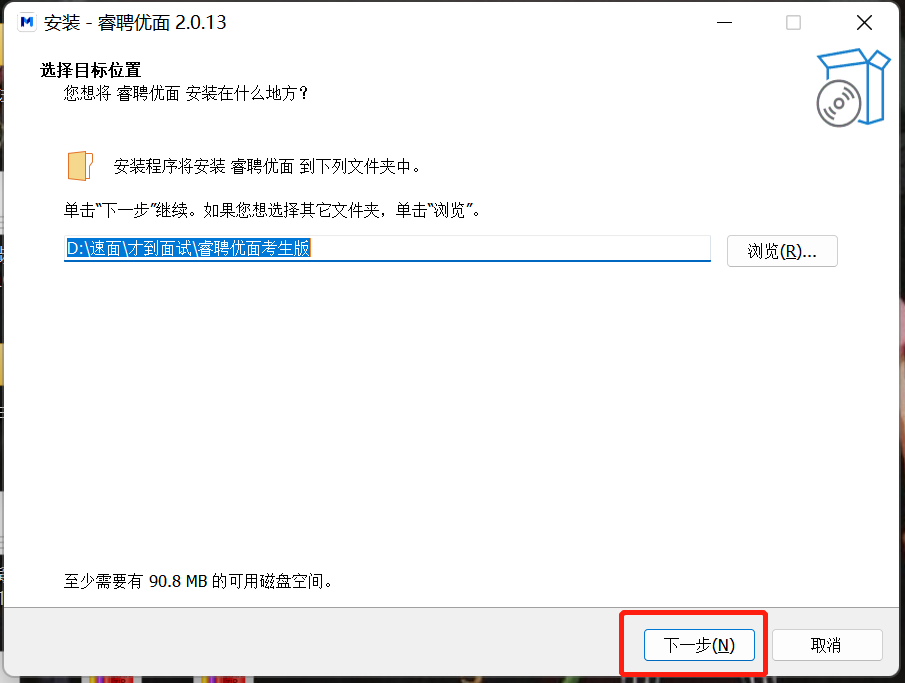 安装 - 睿聘优面 2.0.13
选择目标位置
您想将 睿聘优面 安装在什么地方？
安装程序将安装 睿聘优面 到下列文件夹中。
单击“下一步”继续。如果您想选择其它文件夹，单击“浏览”。
D:\速面\才到面试\睿聘优面考生版
浏览(R)...
至少需要有 90.8 MB 的可用磁盘空间。
下一步(N)
取消